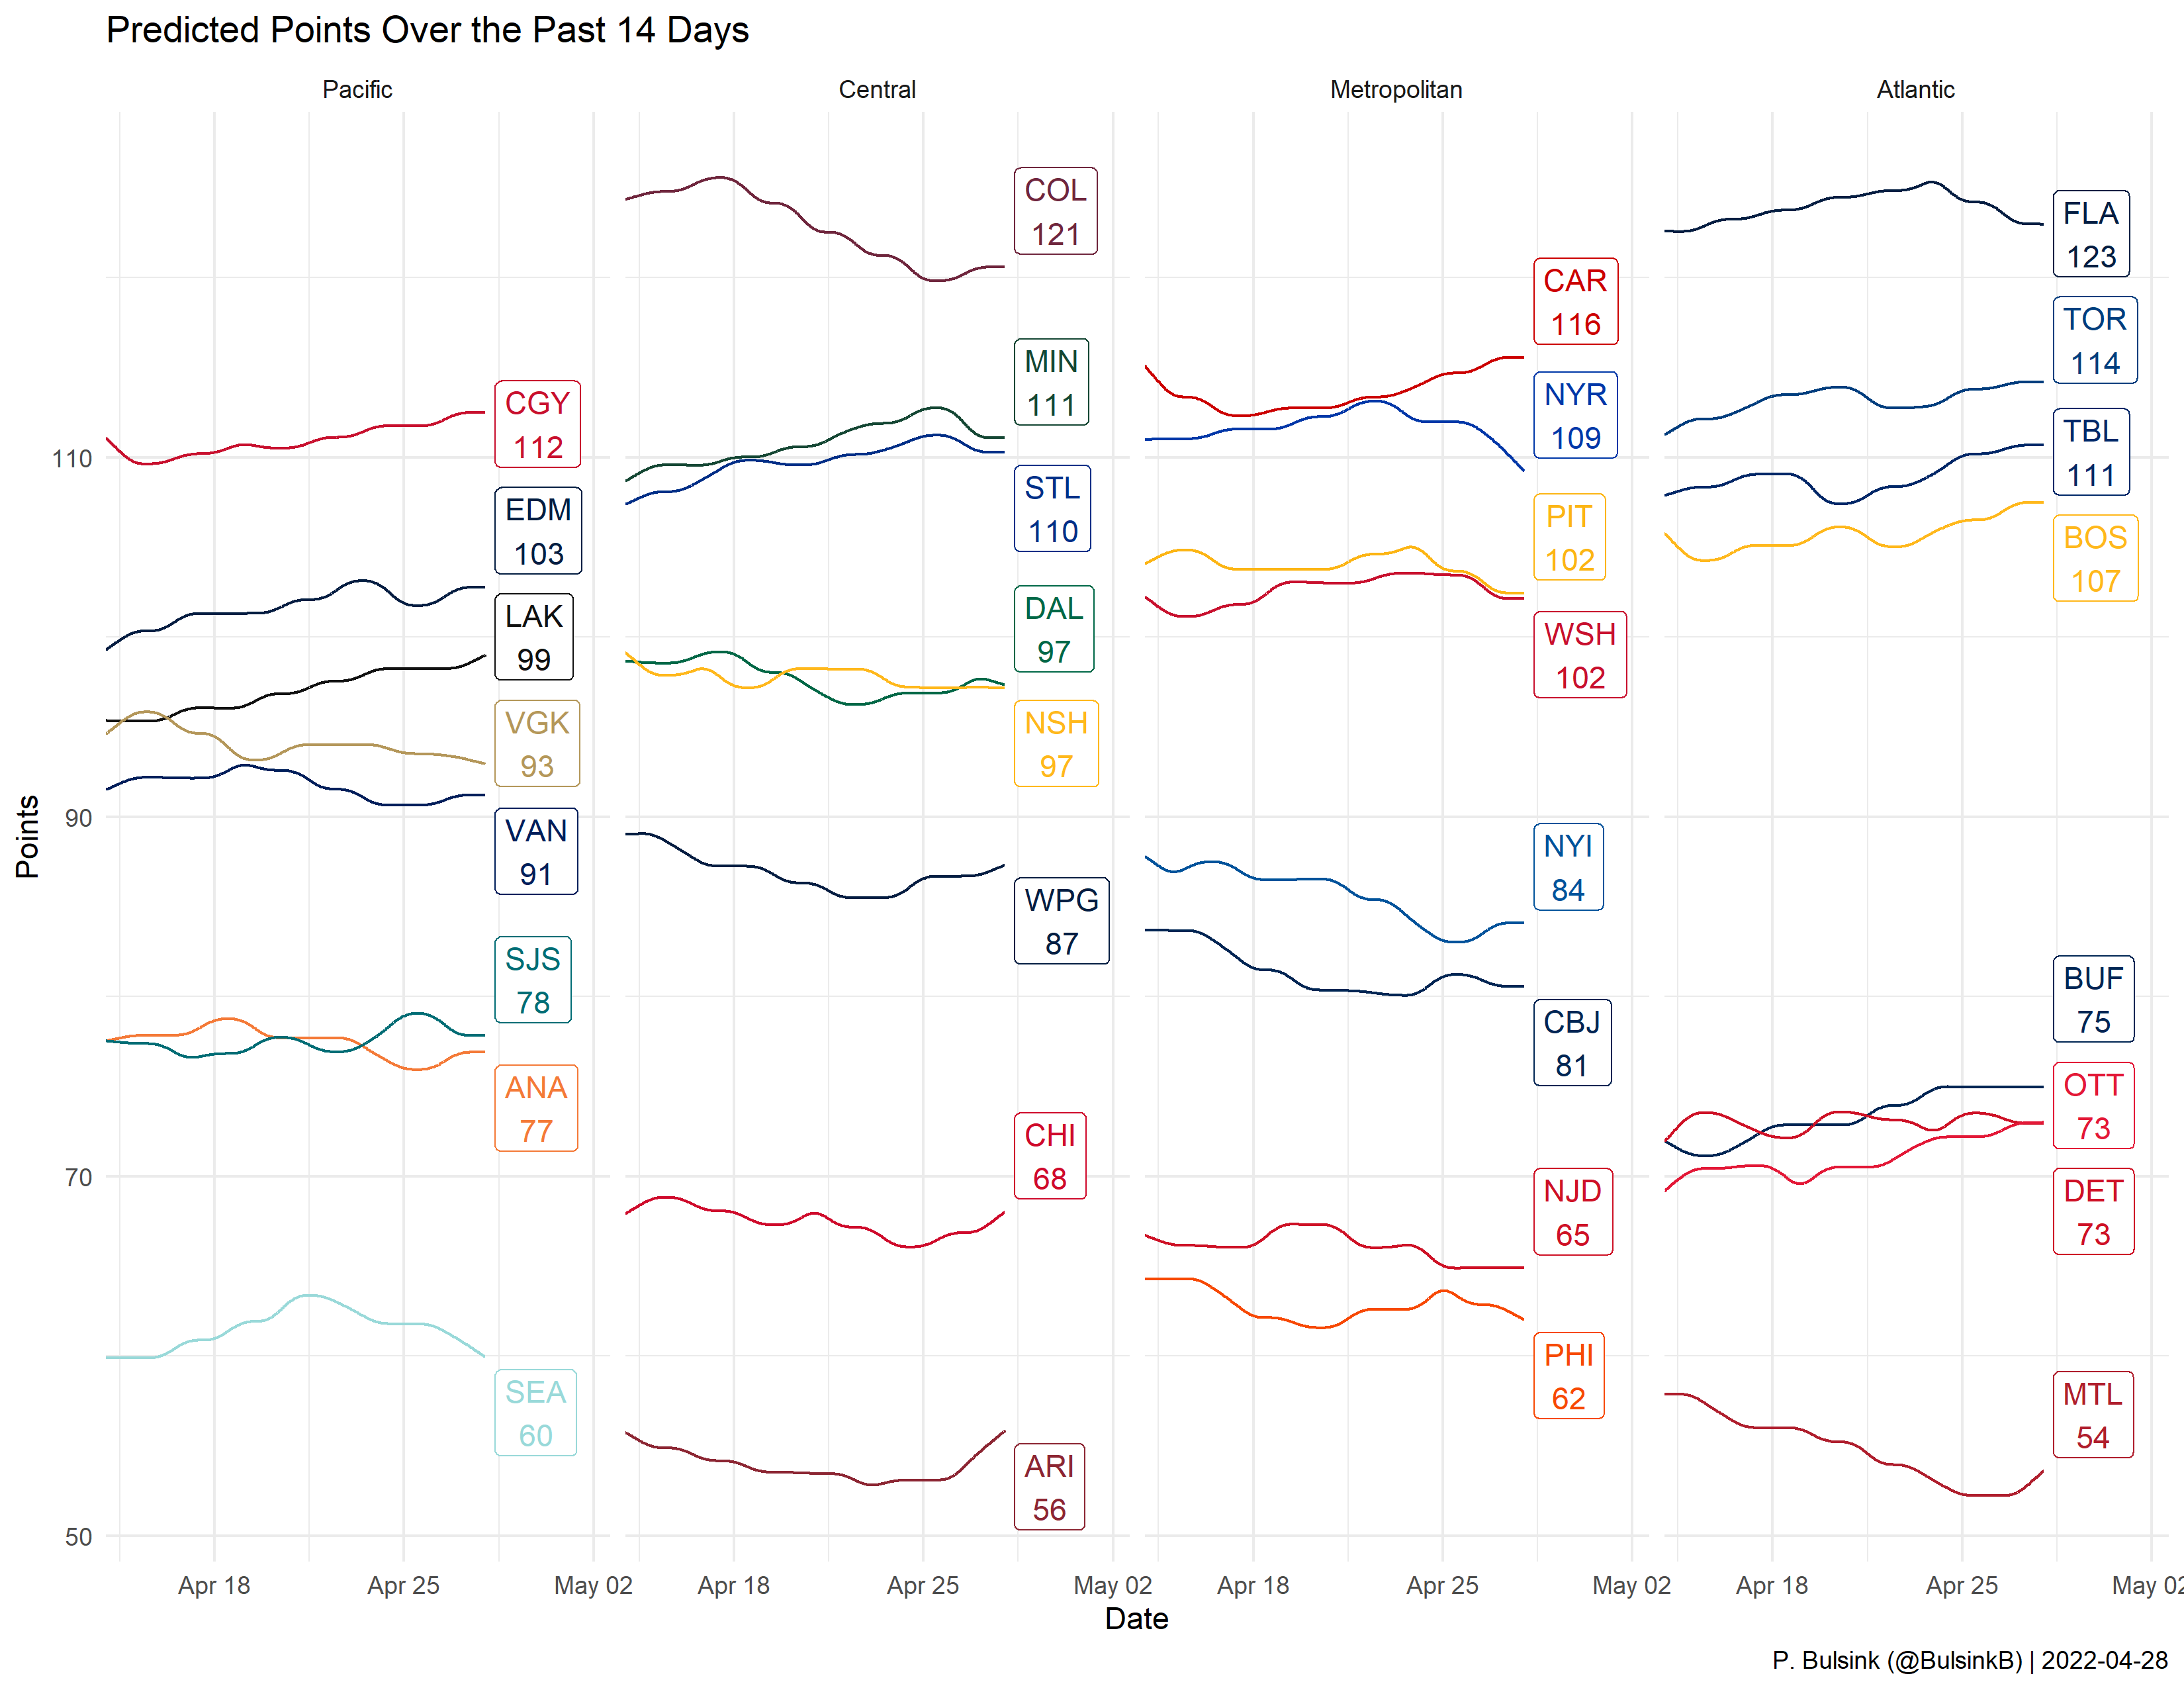 Predicted Points Over the Past 14 Days
Pacific
Central
Metropolitan
Atlantic
Points
110
90
70
50
CGY
112
EDM
103
LAK
99
VGK
93
VAN
91
SJS
78
ANA
77
SEA
60
COL
121
MIN
111
STL
110
DAL
97
NSH
97
WPG
87
CHI
68
ARI
56
CAR
116
NYR
109
PIT
102
WSH
102
NYI
84
CBJ
81
NJD
65
PHI
62
FLA
123
TOR
114
TBL
111
BOS
107
BUF
75
OTT
73
DET
73
MTL
54
Apr 18
Apr 25
May 02
Apr 18
Apr 25
May 02
Apr 18
Apr 25
May 02
Apr 18
Apr 25
May 02
Date
P. Bulsink (@BulsinkB) | 2022-04-28